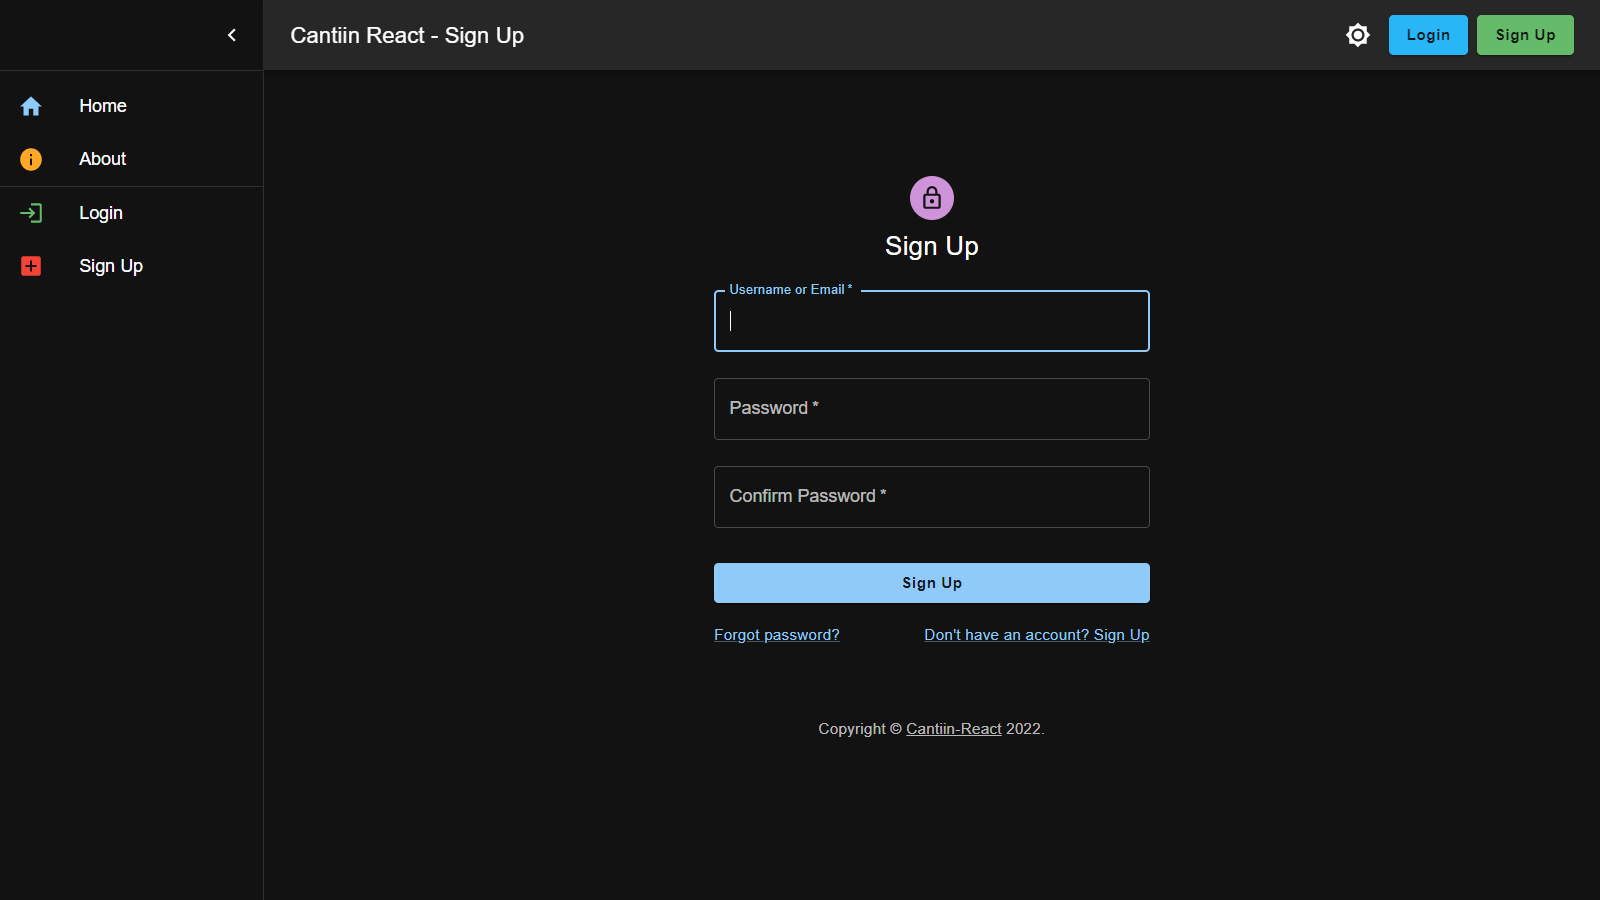 Cantiin React - Sign Up
Login
Sign Up
Home
About
Login
Sign Up
Sign Up
Username or Email *
Password *
Confirm Password *
Sign Up
Forgot password?
Don't have an account? Sign Up
Copyright © Cantiin-React 2022.